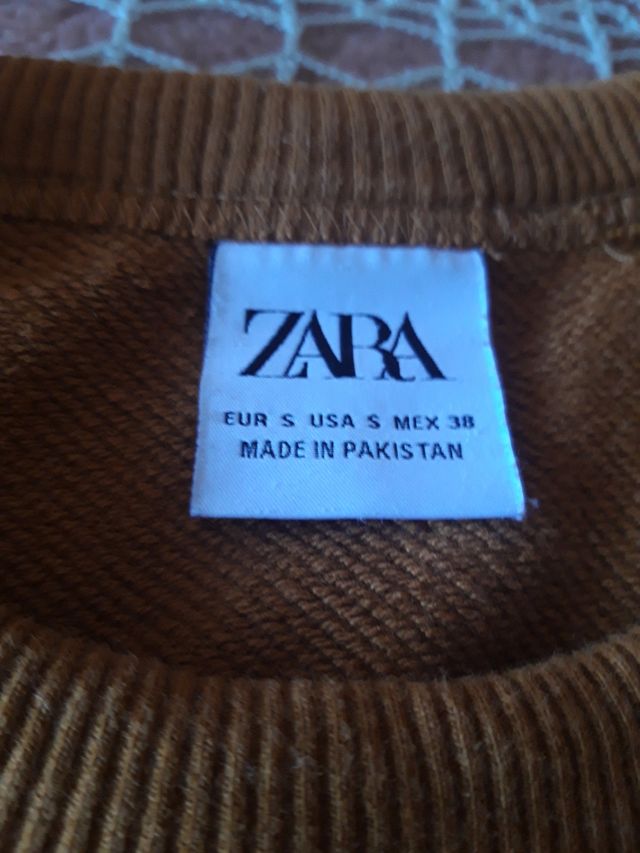 ZARA
EUR S USA S MEX 38
MADE IN PAKISTAN